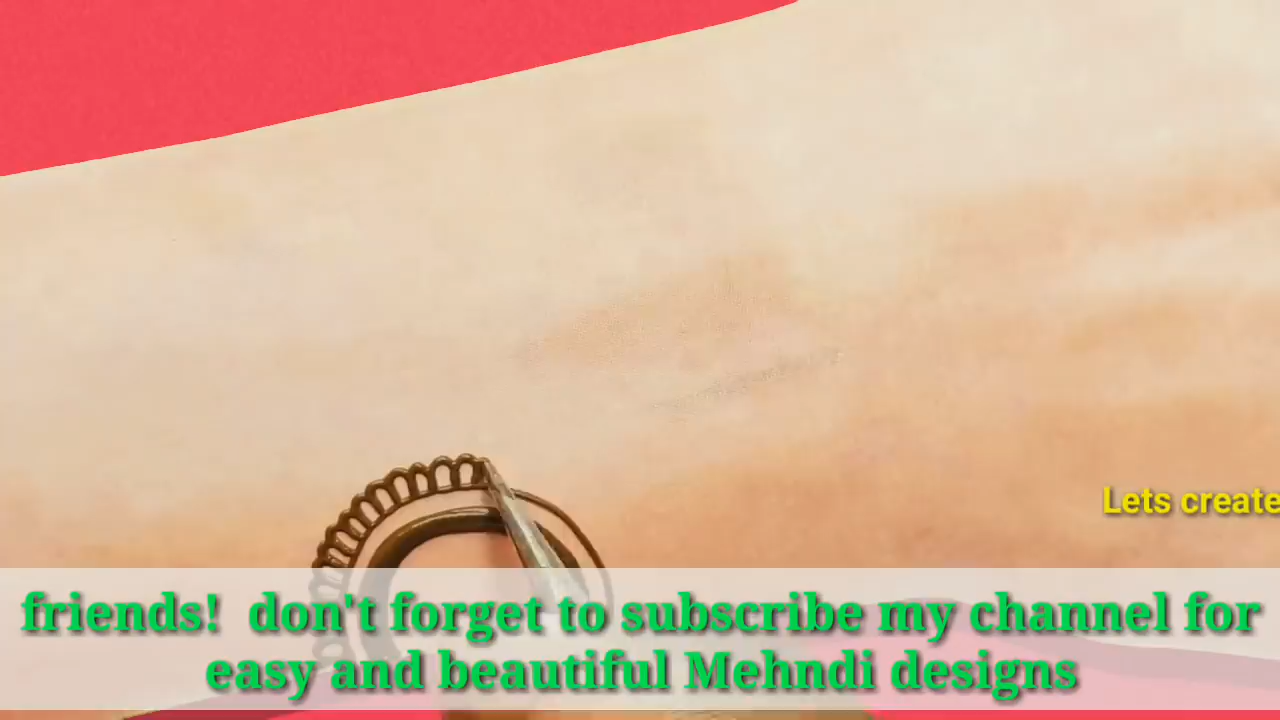 Lets create
friends! don't forget to subscribe my channel for
easy and beautiful Mehndi designs